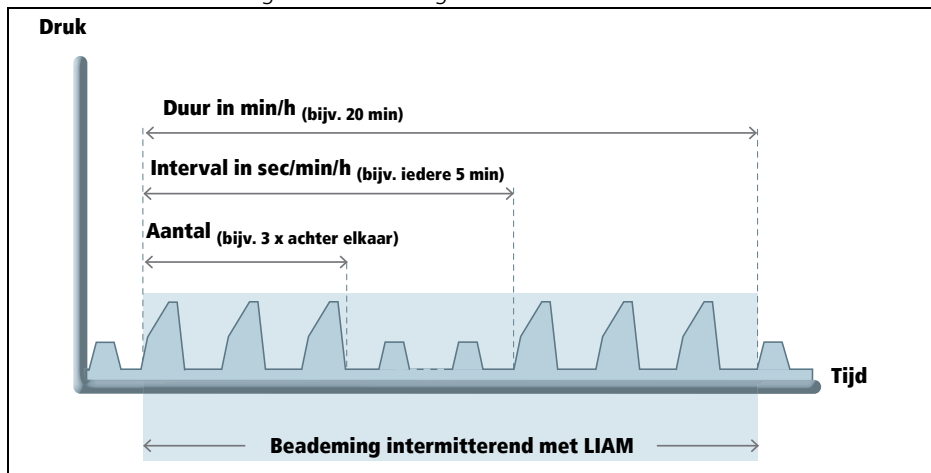 Druk
Duur in min/h (bijv. 20 min)
Interval in sec/min/h (bijv. iedere 5 min)
Aantal (bijv. 3 x achter elkaar)
Tijd
Beademing intermitterend met LIAM